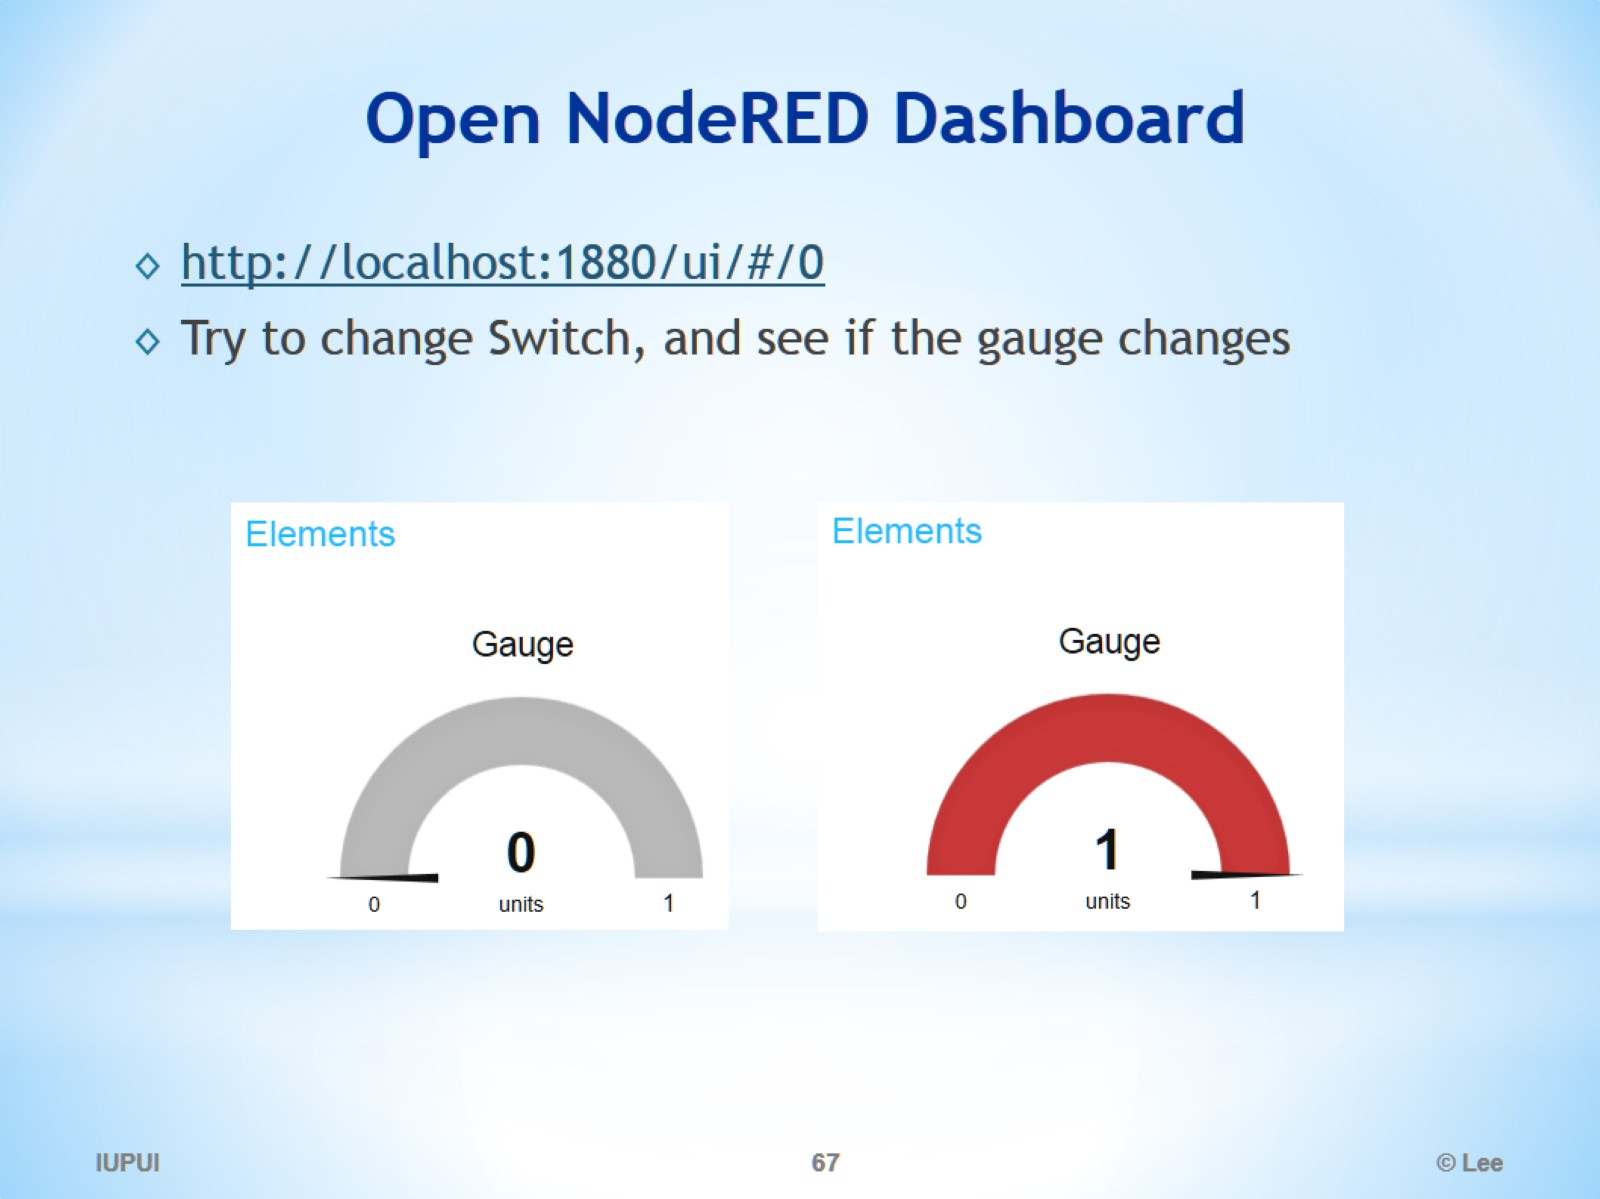 Open NodeRED Dashboard
◇ http://localhost:1880/ui/#/0
◇ Try to change Switch, and see if the gauge changes
Elements
Gauge
0
0 units 1
Elements
Gauge
1
0 units 1
IUPUI 67 © Lee